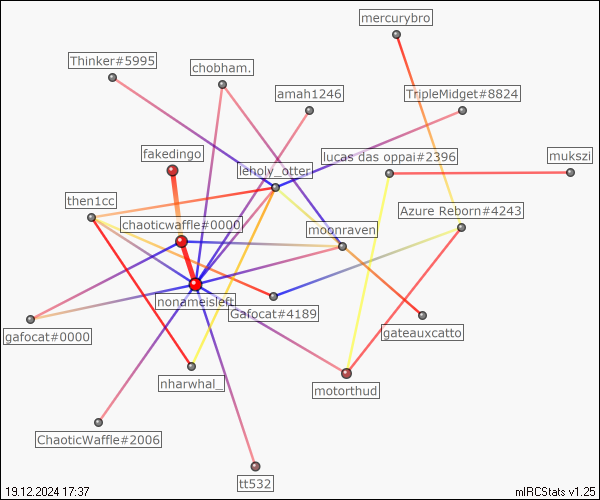 mercurybro
Thinker#5995
chobham.
amah1246
TripleMidget#8824
fakedingo
leholy_otter
lucas das oppai#2396
mukszi
then1cc
chaoticwaffle#0000
moonraven
Azure Reborn#4243
nonameisleft
Gafocat#4189
gafocat#0000
gateauxcatto
nharwhal_
motorthud
ChaoticWaffle#2006
tt532
19.12.2024 17:37
mIRCStats v1.25